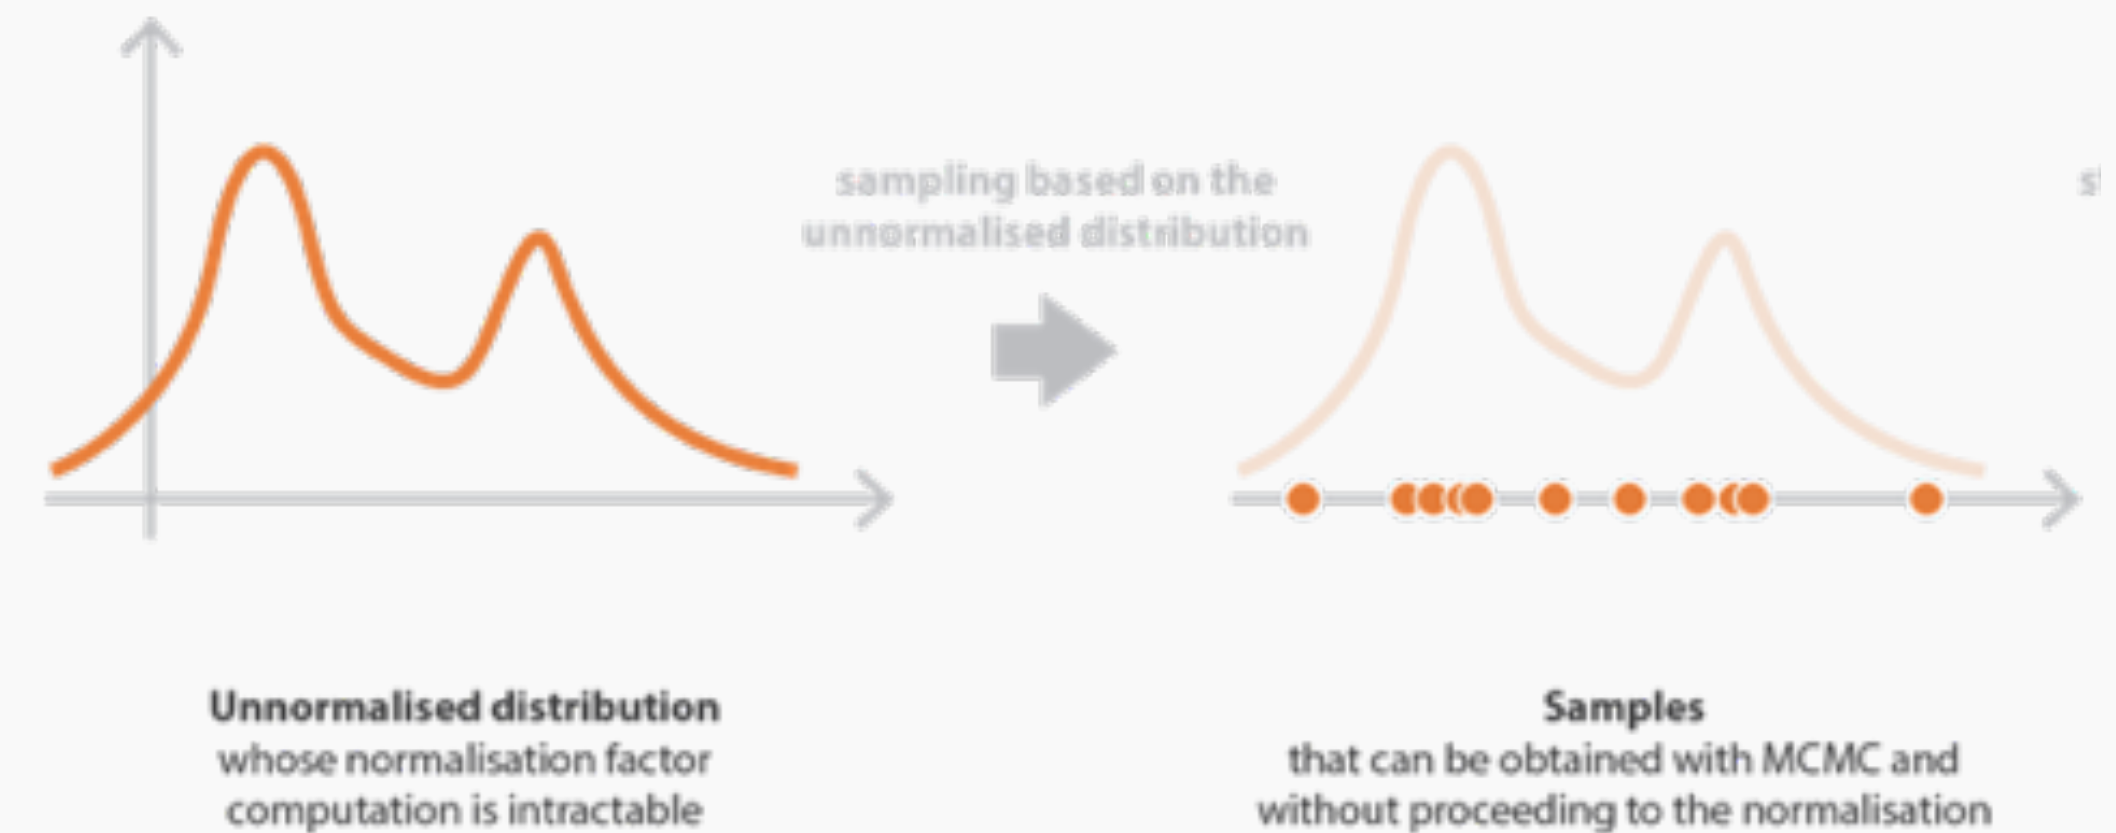 sampling based on the
unnormalised distribution
Unnormalised distribution
whose normalisation factor
computation is intractable
Samples
that can be obtained with MCMC and
without proceeding to the normalisation